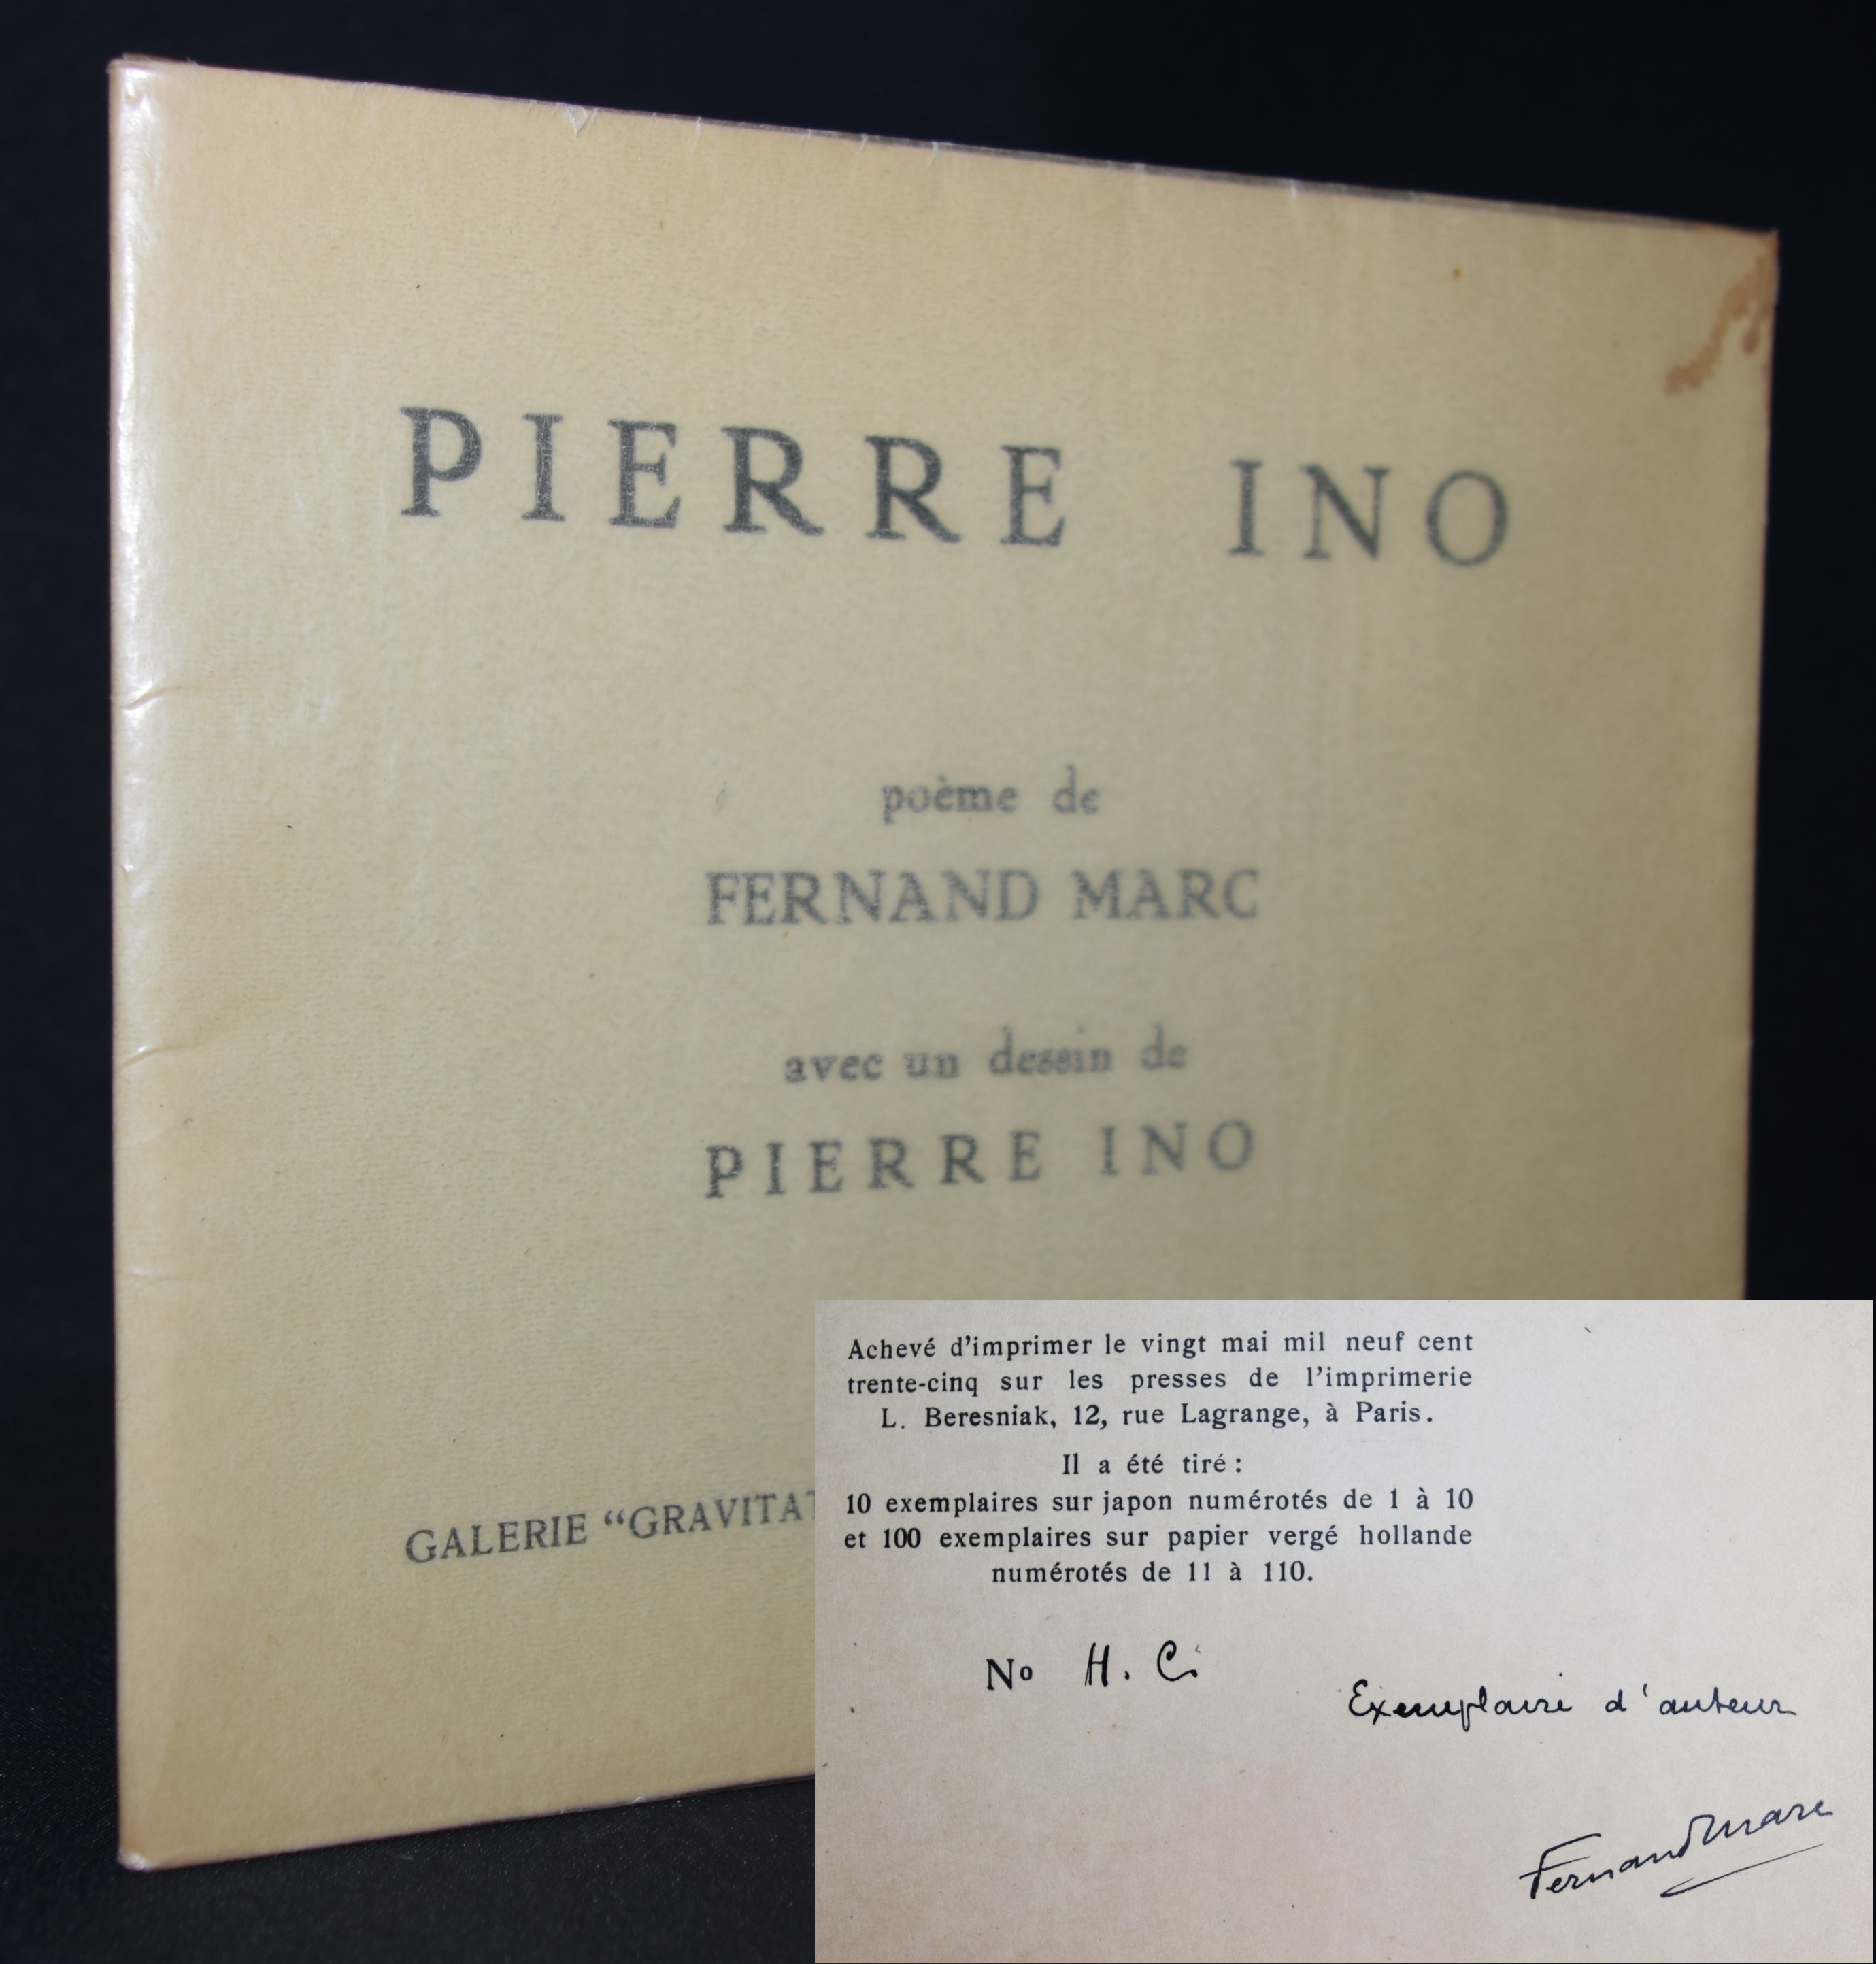 PIERRE INO
poème de
FERNAND MARC
avec un dessin de
PIERRE INO
GALERIE “GRAVITAT
Achevé d'imprimer le vingt mai mil neuf cent
trente-cinq sur les presses de l'imprimerie
L. Beresniak, 12, rue Lagrange, à Paris.
Il a été tiré :
10 exemplaires sur japon numérotés de 1 à 10
et 100 exemplaires sur papier vergé hollande
numérotés de 11 à 110.
No H. C.
Exemplaire d'auteur
Fernand Marc